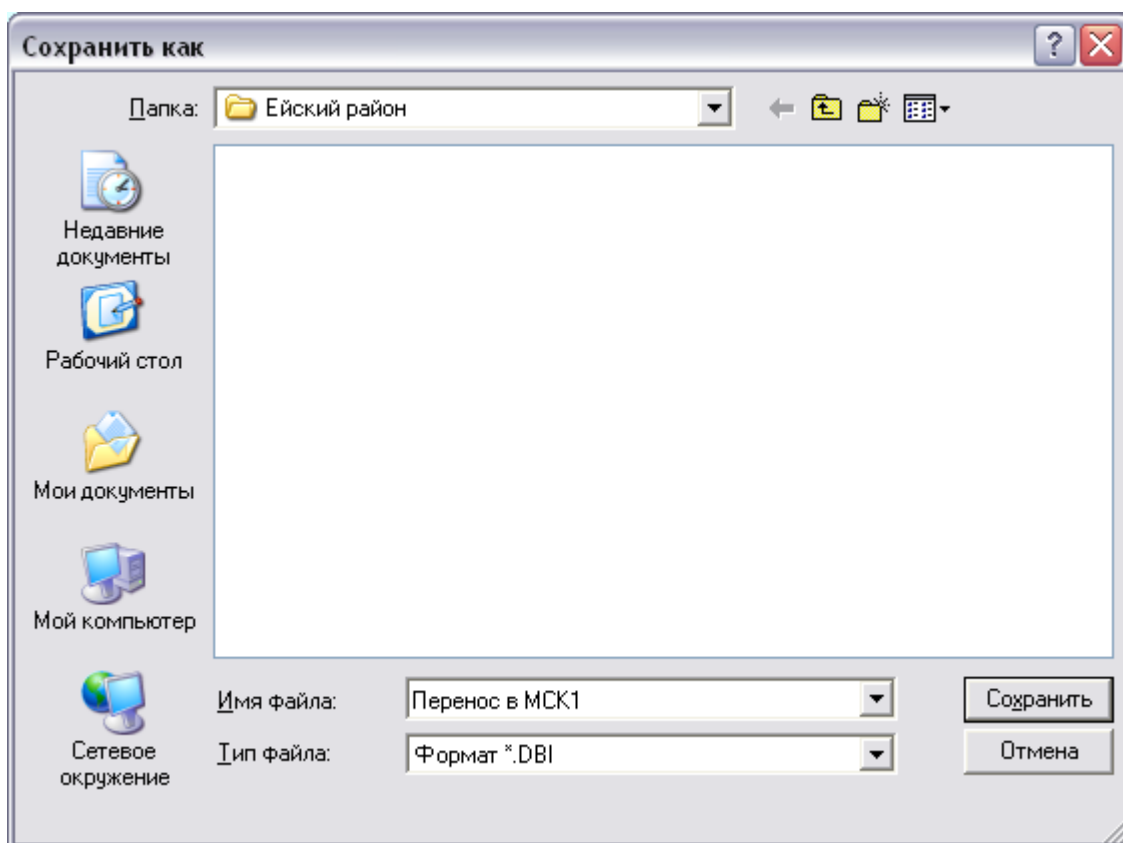 Сохранить как
Папка:
Ейский район
Недавние
документы
Рабочий стол
Мои документы
Мой компьютер
Сетевое
окружение
Имя файла:
Перенос в МСК1
Сохранить
Тип файла:
Формат *.DBI
Отмена